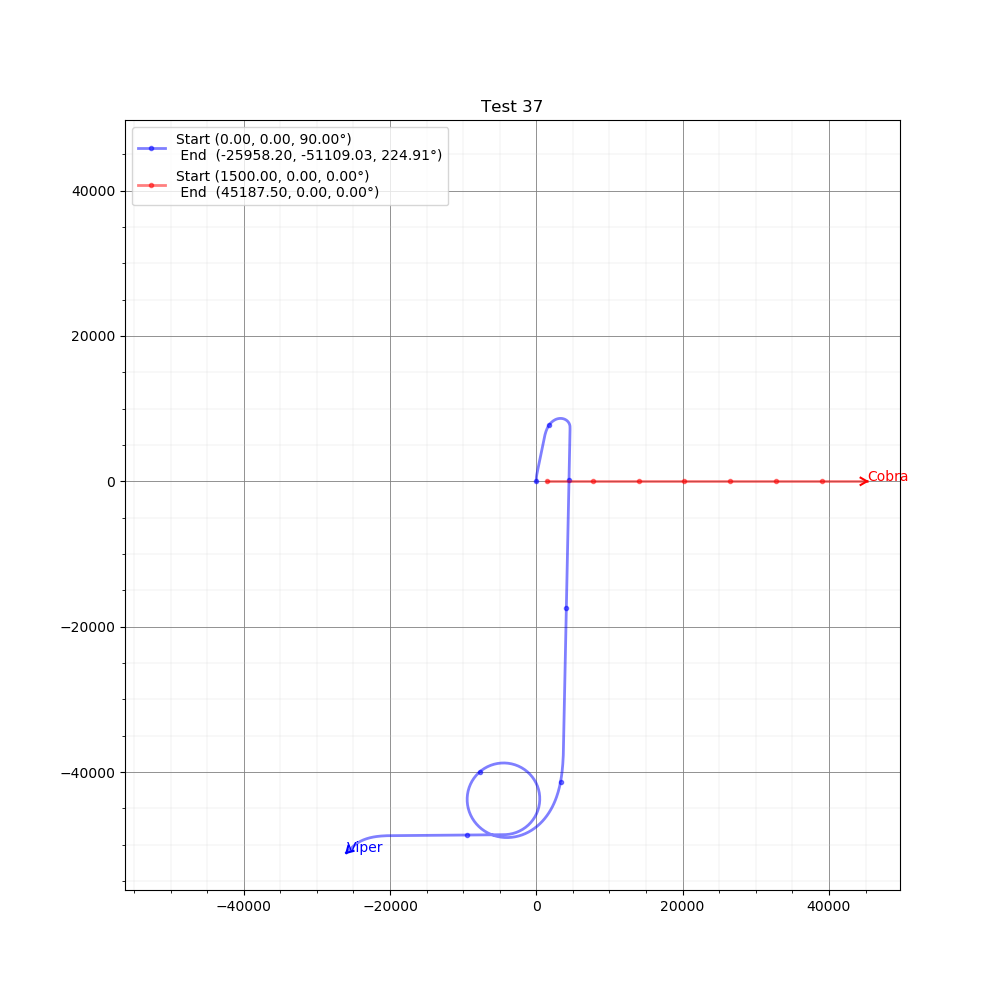 Test 37
Start (0.00, 0.00, 90.00°)
End (-25958.20, -51109.03, 224.91°)
Start (1500.00, 0.00, 0.00°)
End (45187.50, 0.00, 0.00°)
40000
20000
0
−20000
−40000
Cobra
Viper
−40000 −20000 0 20000 40000